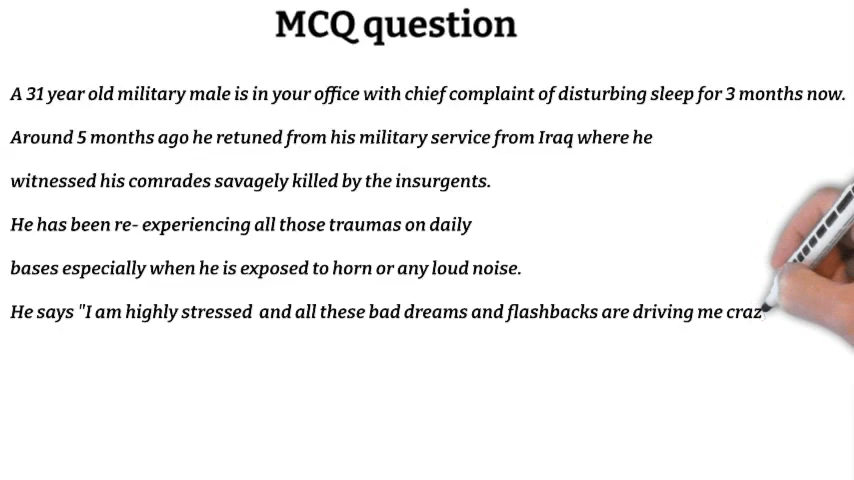 MCQ question
A 31 year old military male is in your office with chief complaint of disturbing sleep for 3 months now.
Around 5 months ago he retuned from his military service from Iraq where he
witnessed his comrades savagely killed by the insurgents.
He has been re- experiencing all those traumas on daily
bases especially when he is exposed to horn or any loud noise.
He says "I am highly stressed and all these bad dreams and flashbacks are driving me craz